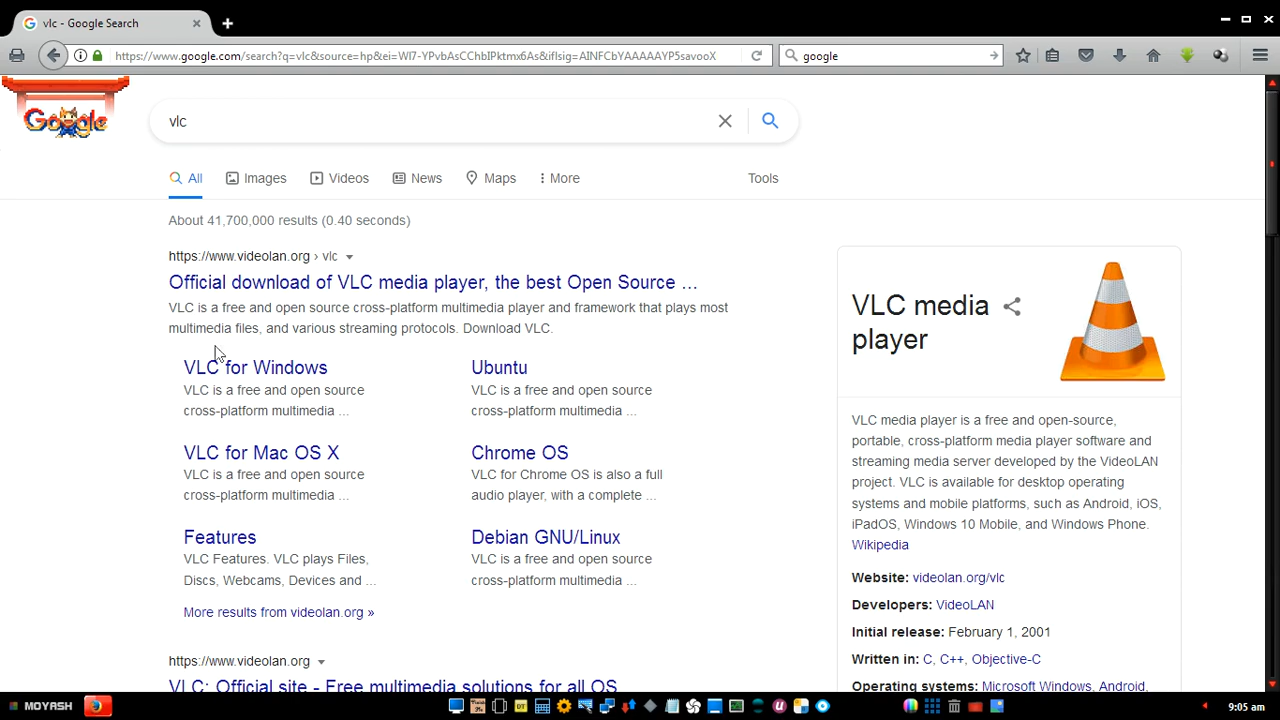 vlc - Google Search
https://www.google.com/search?q=vlc&source=hp&ei=WI7-YPvbAsCChbIPktmx6As&iflsig=AINFCbYAAAAAYP5savooX
google
Google
vlc
All Images Videos News Maps More Tools
About 41,700,000 results (0.40 seconds)
https://www.videolan.org › vlc
Official download of VLC media player, the best Open Source ...
VLC is a free and open source cross-platform multimedia player and framework that plays most
multimedia files, and various streaming protocols. Download VLC.
VLC for Windows
VLC is a free and open source
cross-platform multimedia ...
Ubuntu
VLC is a free and open source
cross-platform multimedia ...
VLC for Mac OS X
VLC is a free and open source
cross-platform multimedia ...
Chrome OS
VLC for Chrome OS is also a full
audio player, with a complete ...
Features
VLC Features. VLC plays Files,
Discs, Webcams, Devices and ...
Debian GNU/Linux
VLC is a free and open source
cross-platform multimedia ...
More results from videolan.org »
https://www.videolan.org
VLC: Official site - Free multimedia solutions for all OS
VLC media
player
VLC media player is a free and open-source,
portable, cross-platform media player software and
streaming media server developed by the VideoLAN
project. VLC is available for desktop operating
systems and mobile platforms, such as Android, iOS,
iPadOS, Windows 10 Mobile, and Windows Phone.
Wikipedia
Website: videolan.org/vlc
Developers: VideoLAN
Initial release: February 1, 2001
Written in: C, C++, Objective-C
Operating systems: Microsoft Windows, Android,
MOYASH
9:05 am